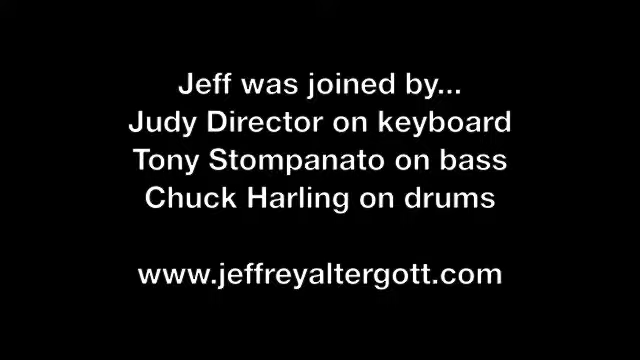 Jeff was joined by...
Judy Director on keyboard
Tony Stompanato on bass
Chuck Harling on drums
www.jeffreyaltergott.com